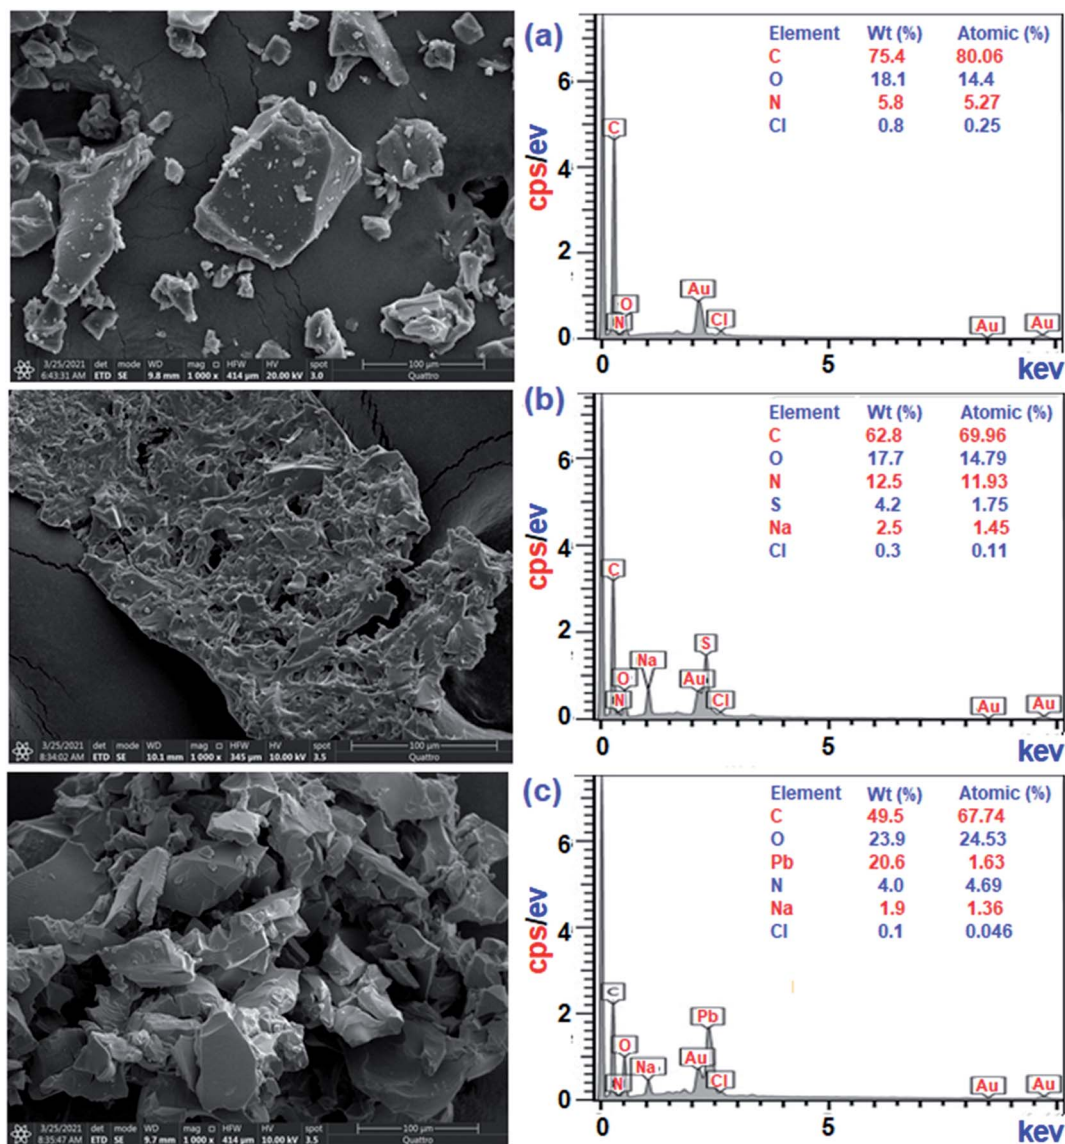 (a)
Element Wt (%) Atomic (%)
C 75.4 80.06
O 18.1 14.4
N 5.8 5.27
Cl 0.8 0.25
cps/ev
6
4
2
0
C
O
N
Au
Cl
Au
Au
0 5
kev
3/25/2021 det mode WD mag HFW HV spot 100 µm
6:43:31 AM ETD SE 9.8 mm 1 000 x 414 µm 20.00 kV 3.0 Quattro
(b)
Element Wt (%) Atomic (%)
C 62.8 69.96
O 17.7 14.79
N 12.5 11.93
S 4.2 1.75
Na 2.5 1.45
Cl 0.3 0.11
cps/ev
6
4
2
0
C
O
N
Na
Au
S
Cl
Au
Au
0 5
kev
3/25/2021 det mode WD mag HFW HV spot 100 µm
8:34:02 AM ETD SE 10.1 mm 1 000 x 345 µm 10.00 kV 3.5 Quattro
(c)
Element Wt (%) Atomic (%)
C 49.5 67.74
O 23.9 24.53
Pb 20.6 1.63
N 4.0 4.69
Na 1.9 1.36
Cl 0.1 0.046
cps/ev
6
4
2
0
C
O
N
Na
Au
Pb
Cl
Au
Au
0 5
kev
3/25/2021 det mode WD mag HFW HV spot 100 µm
8:35:47 AM ETD SE 9.7 mm 1 000 x 414 µm 10.00 kV 3.5 Quattro